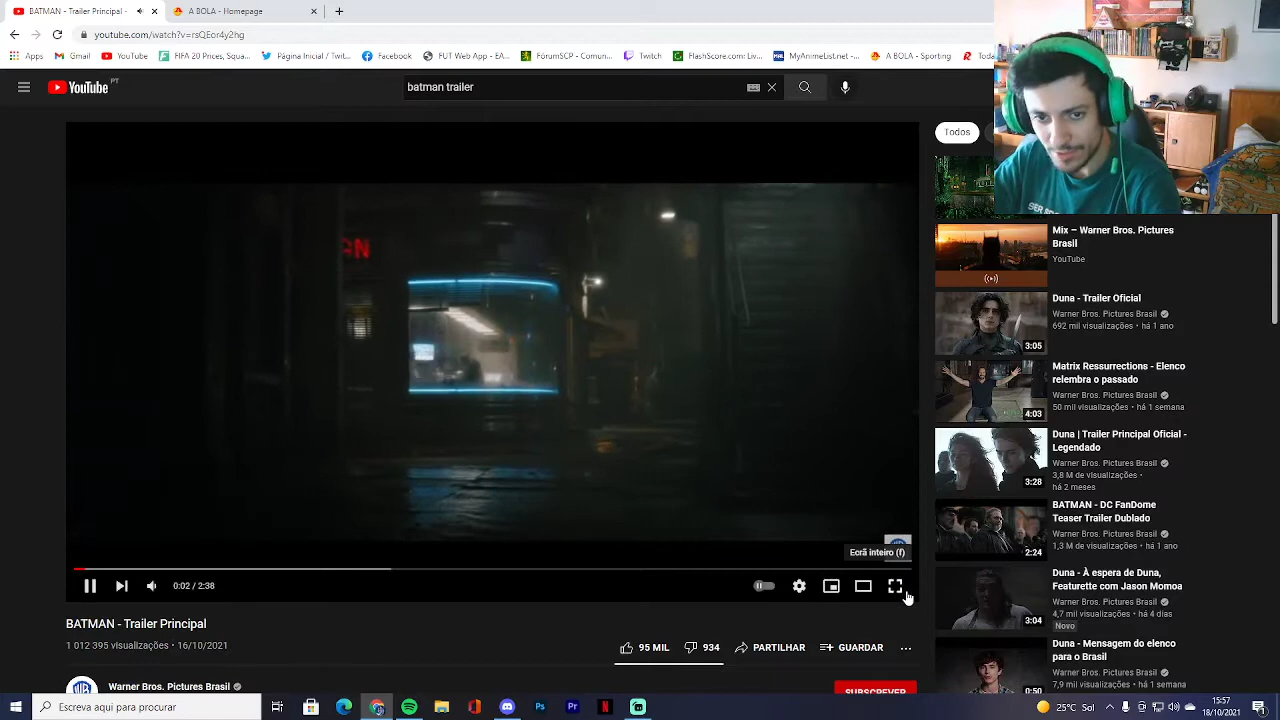 BATMAN - Trailer Principal -
A BOLA - Homepage
youtube.com/watch?v=rsQEor4y2hg
Apps
Gmail
YouTube
FIFA 20 Squads...
Página Inicial / Twit...
Facebook
FUT Web App - EA...
FórumSCP - Comun...
Twitch
FlashScore.com: Liv...
MyAnimeList.net -...
A BOLA - Sporting
YouTube PT
batman trailer
Todos
Mix – Warner Bros. Pictures
Brasil
YouTube
Duna - Trailer Oficial
Warner Bros. Pictures Brasil
692 mil visualizações • há 1 ano
3:05
Matrix Ressurrections - Elenco
relembra o passado
Warner Bros. Pictures Brasil
50 mil visualizações • há 1 semana
4:03
Duna | Trailer Principal Oficial -
Legendado
Warner Bros. Pictures Brasil
3,8 M de visualizações •
há 2 meses
3:28
BATMAN - DC FanDome
Teaser Trailer Dublado
Warner Bros. Pictures Brasil
1,3 M de visualizações • há 1 ano
2:24
Duna - À espera de Duna,
Featurette com Jason Momoa
Warner Bros. Pictures Brasil
4,7 mil visualizações • há 4 dias
Novo
3:04
Duna - Mensagem do elenco
para o Brasil
Warner Bros. Pictures Brasil
7,9 mil visualizações • há 1 semana
0:50
Ecrã inteiro (f)
0:02 / 2:38
BATMAN - Trailer Principal
1 012 395 visualizações • 16/10/2021
95 MIL
934
PARTILHAR
GUARDAR
Warner Bros. Pictures Brasil
SUBSCREVER
Escreva aqui para procurar
25°C
15:57
18/10/2021